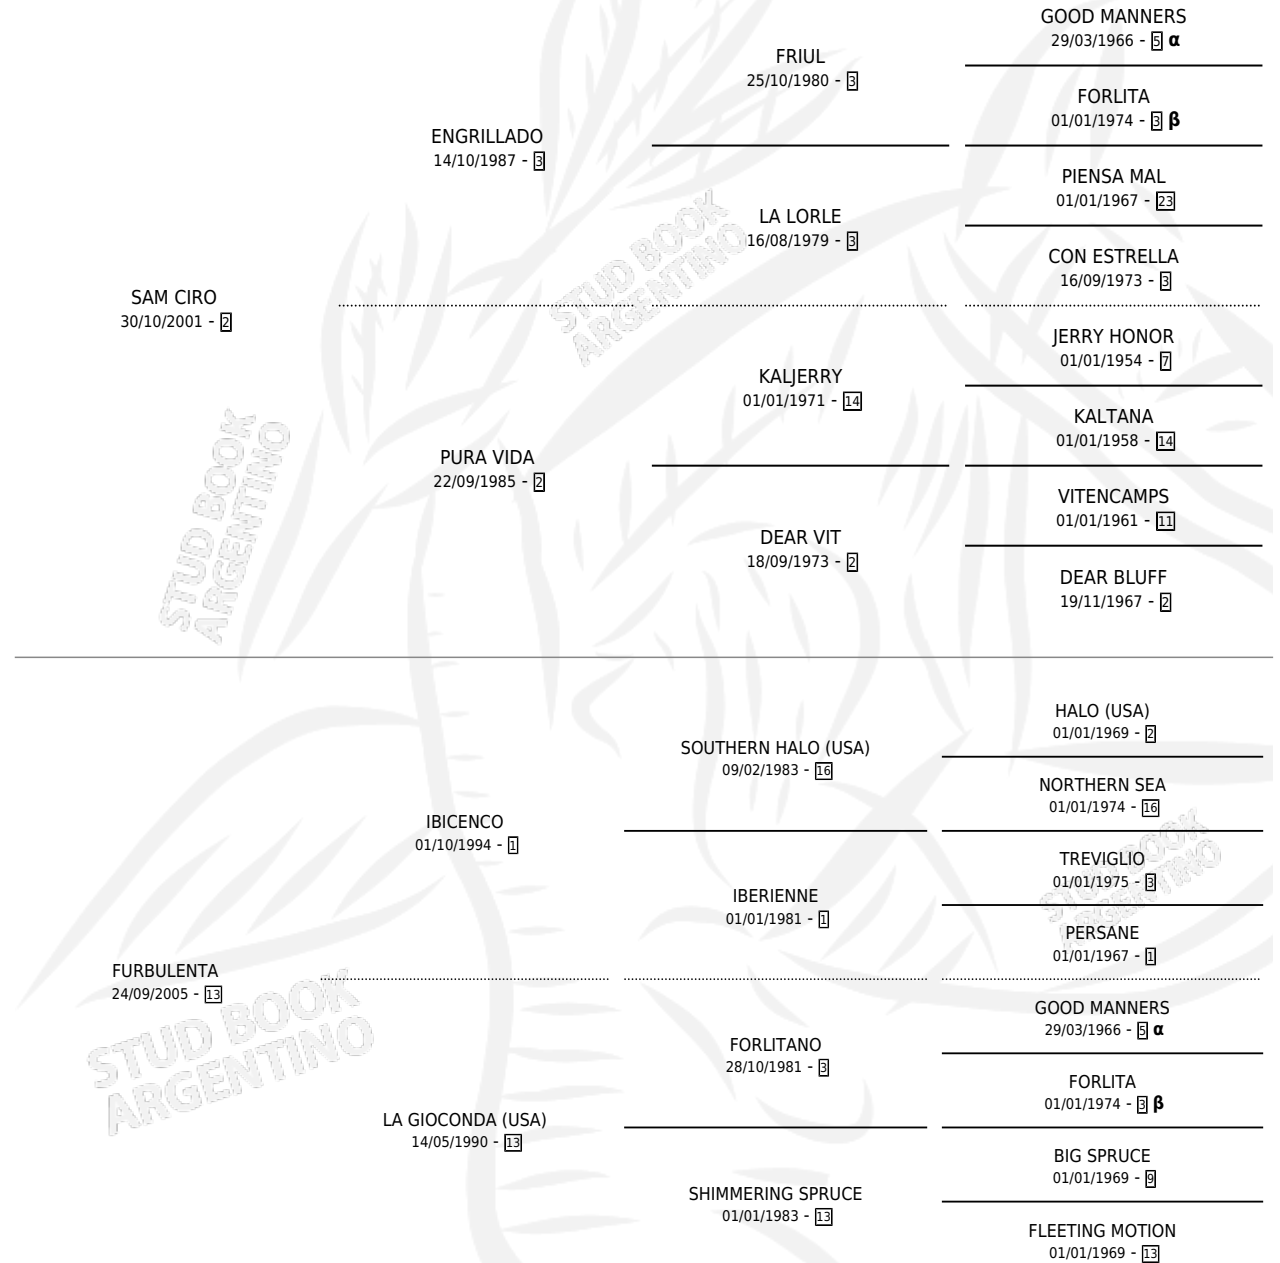 GOOD MANNERS
29/03/1966 - 5 α
FRIUL
25/10/1980 - 3
FORLITA
01/01/1974 - 3 β
ENGRILLADO
14/10/1987 - 3
PIENSA MAL
01/01/1967 - 23
LA LORLE
16/08/1979 - 3
CON ESTRELLA
16/09/1973 - 3
SAM CIRO
30/10/2001 - 2
JERRY HONOR
01/01/1954 - 7
KALJERRY
01/01/1971 - 14
KALTANA
01/01/1958 - 14
PURA VIDA
22/09/1985 - 2
VITENCAMPS
01/01/1961 - 11
DEAR VIT
18/09/1973 - 2
DEAR BLUFF
19/11/1967 - 2
HALO (USA)
01/01/1969 - 2
SOUTHERN HALO (USA)
09/02/1983 - 16
NORTHERN SEA
01/01/1974 - 16
IBICENCO
01/10/1994 - 1
TREVIGLIO
01/01/1975 - 3
IBERIENNE
01/01/1981 - 1
PERSANE
01/01/1967 - 1
FURBULENTA
24/09/2005 - 13
GOOD MANNERS
29/03/1966 - 5 α
FORLITANO
28/10/1981 - 3
FORLITA
01/01/1974 - 3 β
LA GIOCONDA (USA)
14/05/1990 - 13
BIG SPRUCE
01/01/1969 - 9
SHIMMERING SPRUCE
01/01/1983 - 13
FLEETING MOTION
01/01/1969 - 13
STUD BOOK
ARGENTINO
STUD BOOK
ARGENTINO
STUD BOOK
ARGENTINO
STUD BOOK
ARGENTINO